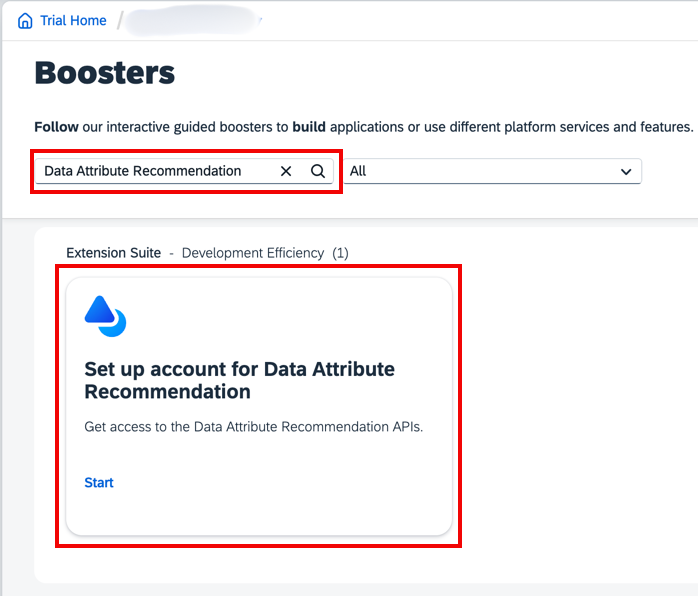 Trial Home /
Boosters
Follow our interactive guided boosters to build applications or use different platform services and features.
Data Attribute Recommendation All
Extension Suite - Development Efficiency (1)
Set up account for Data Attribute
Recommendation
Get access to the Data Attribute Recommendation APIs.
Start